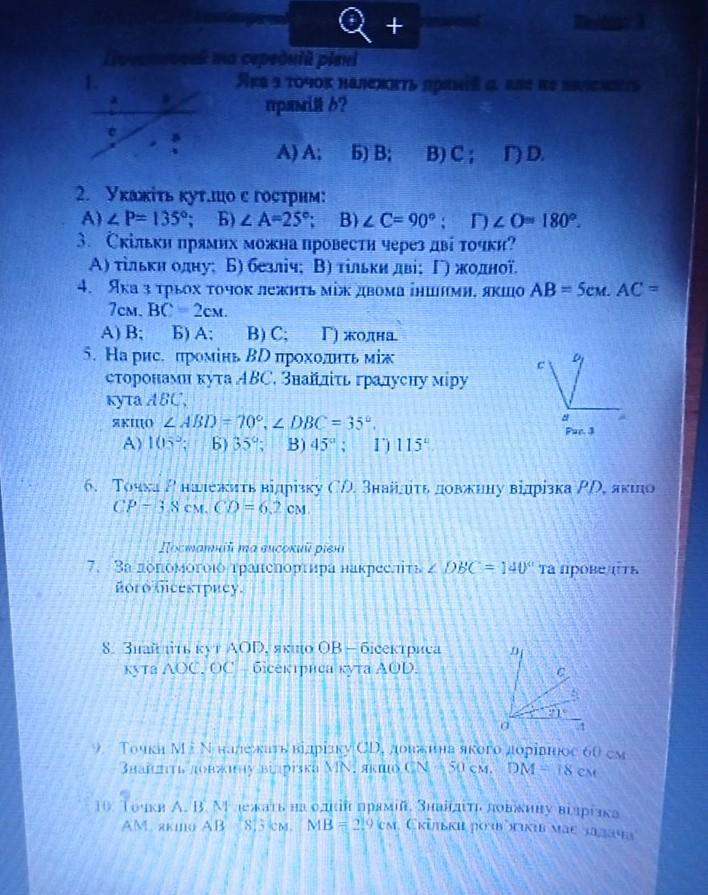 та середній рівні
1. Яка з точок належить прямій a, але не належить
прямій b?
А) A; Б) B; В) C; Г) D.
2. Укажіть кут,що є гострим:
А) ∠ P= 135°; Б) ∠ A=25°; В) ∠ C= 90° ; Г) ∠ O= 180°.
3. Скільки прямих можна провести через дві точки?
А) тільки одну; Б) безліч; В) тільки дві; Г) жодної.
4. Яка з трьох точок лежить між двома іншими, якщо AB = 5см, AC =
7см, BC = 2см.
А) B; Б) A; В) C; Г) жодна.
5. На рис. промінь BD проходить між
сторонами кута ABC. Знайдіть градусну міру
кута ABC,
якщо ∠ ABD = 70°, ∠ DBC = 35°.
А) 105°; Б) 35°; В) 45° ; Г) 115°
C D
B A
Рис. 3
6. Точка P належить відрізку CD. Знайдіть довжину відрізка PD, якщо
CP = 3,8 см, CD = 6,2 см.
Достатній та високий рівні
7. За допомогою транспортира накресліть ∠ DBC = 140° та проведіть
його бісектрису.
8. Знайдіть кут AOD, якщо OB – бісектриса
кута AOC, OC – бісектриса кута AOD.
D
C
B
21°
O A
9. Точки M і N належать відрізку CD, довжина якого дорівнює 60 см
Знайдіть довжину відрізка MN, якщо CN = 50 см, DM = 18 см
10. Точки A, B, M лежать на одній прямій. Знайдіть довжину відрізка
AM, якщо AB = 8,3 см, MB = 2,9 см. Скільки розв'язків має задача